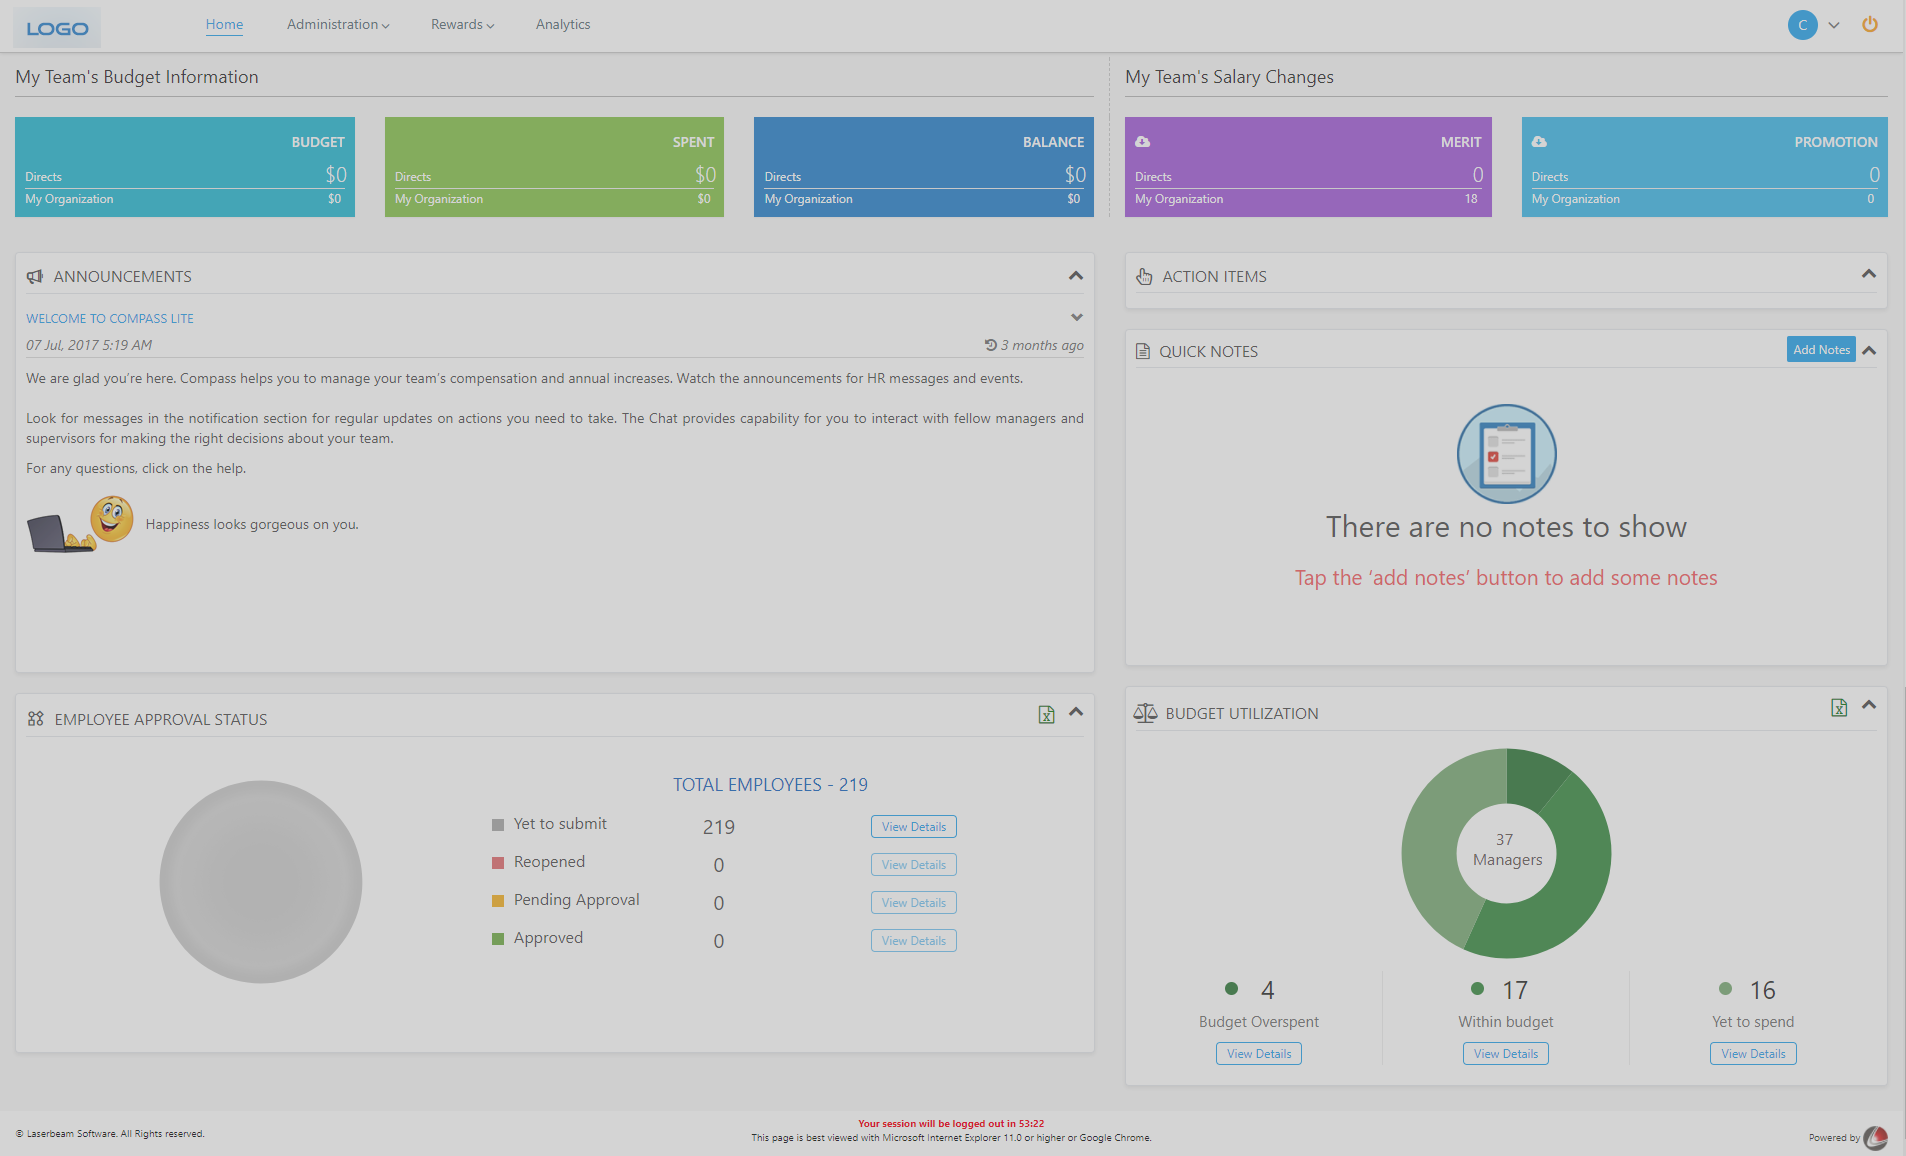 LOGO
Home
Administration
Rewards
Analytics
C
My Team's Budget Information
BUDGET
Directs $0
My Organization $0
SPENT
Directs $0
My Organization $0
BALANCE
Directs $0
My Organization $0
My Team's Salary Changes
MERIT
Directs 0
My Organization 18
PROMOTION
Directs 0
My Organization 0
ANNOUNCEMENTS
WELCOME TO COMPASS LITE
07 Jul, 2017 5:19 AM 3 months ago
We are glad you're here. Compass helps you to manage your team's compensation and annual increases. Watch the announcements for HR messages and events.
Look for messages in the notification section for regular updates on actions you need to take. The Chat provides capability for you to interact with fellow managers and
supervisors for making the right decisions about your team.
For any questions, click on the help.
Happiness looks gorgeous on you.
ACTION ITEMS
QUICK NOTES Add Notes
There are no notes to show
Tap the ‘add notes’ button to add some notes
EMPLOYEE APPROVAL STATUS
TOTAL EMPLOYEES - 219
Yet to submit 219 View Details
Reopened 0 View Details
Pending Approval 0 View Details
Approved 0 View Details
BUDGET UTILIZATION
37
Managers
4
Budget Overspent
View Details
17
Within budget
View Details
16
Yet to spend
View Details
© Laserbeam Software. All Rights reserved.
Your session will be logged out in 53:22
This page is best viewed with Microsoft Internet Explorer 11.0 or higher or Google Chrome.
Powered by